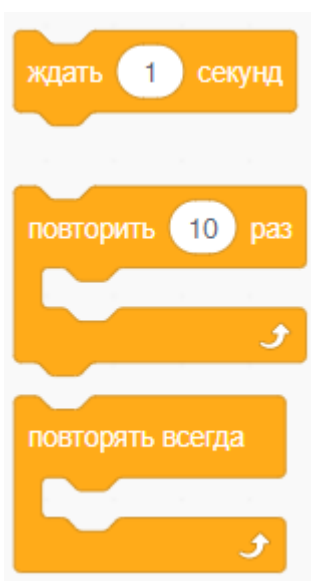 ждать 1 секунд
повторить 10 раз
повторять всегда